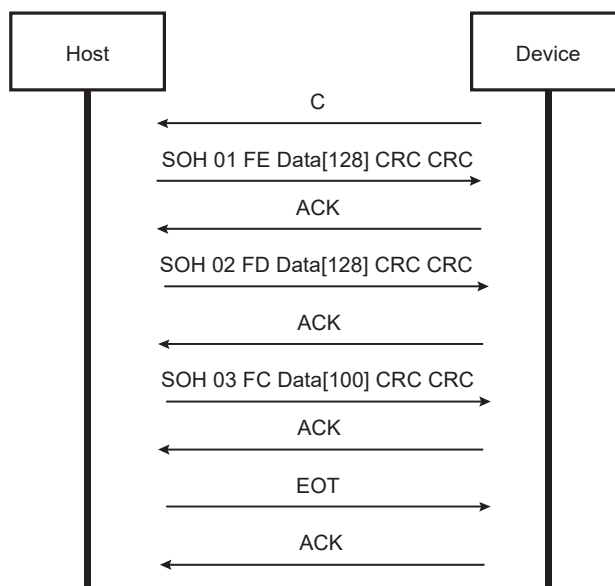 Host
Device
C
SOH 01 FE Data[128] CRC CRC
ACK
SOH 02 FD Data[128] CRC CRC
ACK
SOH 03 FC Data[100] CRC CRC
ACK
EOT
ACK